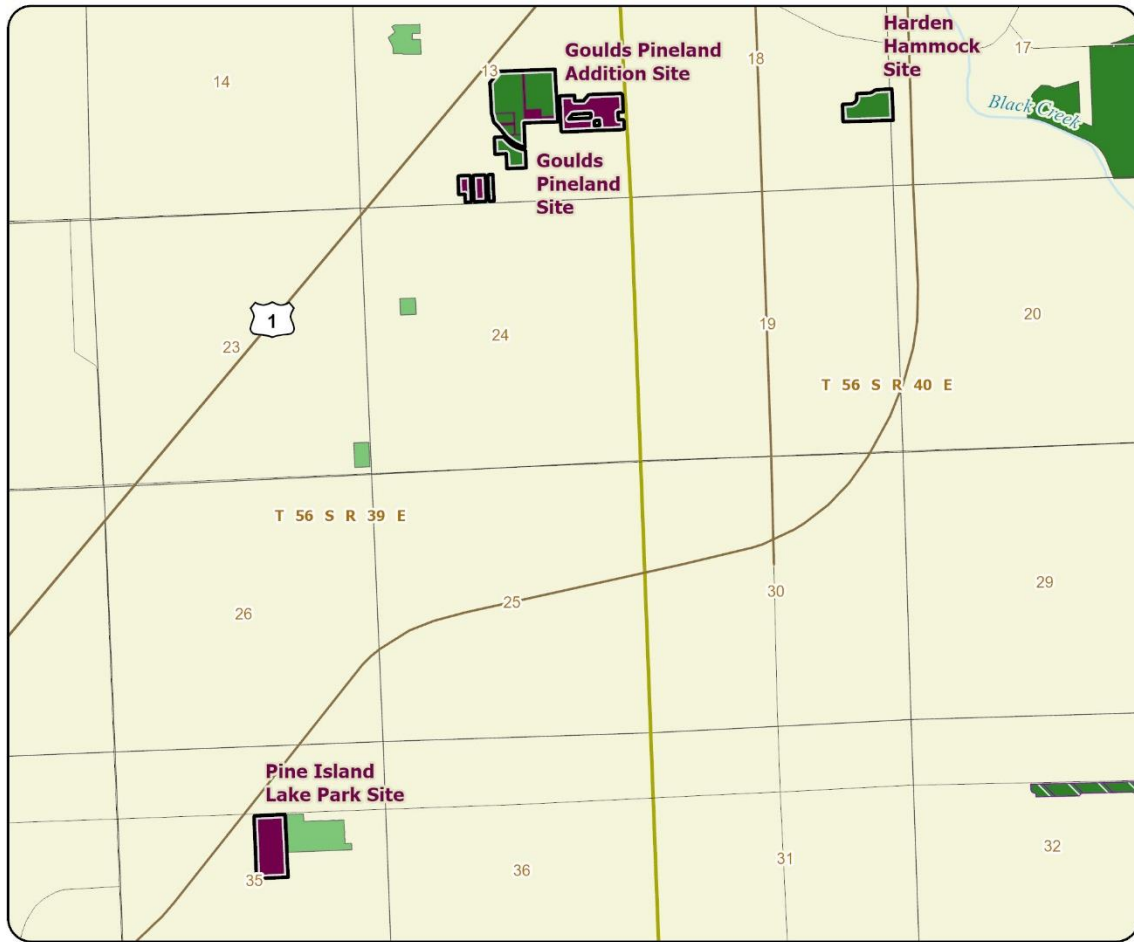 Harden
Hammock
Site
17
Goulds Pineland
Addition Site
18
13
14
Black Creek
Goulds
Pineland
Site
1
23
24
19
20
T 56 S R 40 E
T 56 S R 39 E
26
25
30
29
Pine Island
Lake Park Site
35
36
31
32